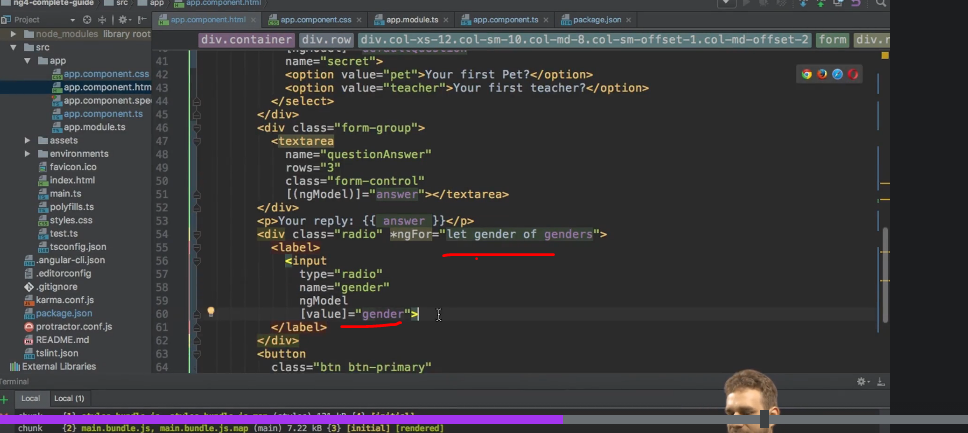 ng4-complete-guide
src
app
app.component.html
Project
app.component.html
app.component.css
app.module.ts
app.component.ts
package.json
node_modules library root
src
app
app.component.css
app.component.htm
app.component.spe
app.component.ts
app.module.ts
assets
environments
favicon.ico
index.html
main.ts
polyfills.ts
styles.css
test.ts
tsconfig.json
.angular-cli.json
.editorconfig
.gitignore
karma.conf.js
package.json
protractor.conf.js
README.md
tslint.json
External Libraries
div.container div.row div.col-xs-12.col-sm-10.col-md-8.col-sm-offset-1.col-md-offset-2 form
[ngModel]="defaultQuestion"
41 name="secret">
42 <option value="pet">Your first Pet?</option>
43 <option value="teacher">Your first teacher?</option>
44 </select>
45 </div>
46 <div class="form-group">
47 <textarea
48 name="questionAnswer"
49 rows="3"
50 class="form-control"
51 [(ngModel)]="answer"></textarea>
52 </div>
53 <p>Your reply: {{ answer }}</p>
54 <div class="radio" *ngFor="let gender of genders">
55 <label>
56 <input
57 type="radio"
58 name="gender"
59 ngModel
60 [value]="gender">
61 </label>
62 </div>
63 <button
64 class="btn btn-primary"
Terminal
Local Local (1)
chunk {2} main.bundle.js, main.bundle.js.map (main) 7.22 kB {3} [initial] [rendered]